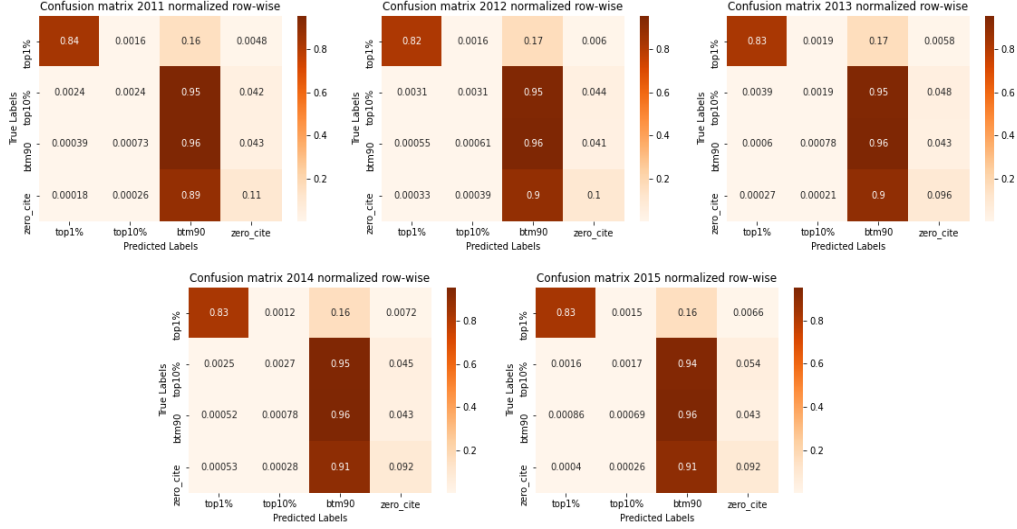 Confusion matrix 2011 normalized row-wise
True Labels
top1%
top10%
btm90
zero_cite
0.84 0.0016 0.16 0.0048
0.0024 0.0024 0.95 0.042
0.00039 0.00073 0.96 0.043
0.00018 0.00026 0.89 0.11
top1% top10% btm90 zero_cite
Predicted Labels
0.8
0.6
0.4
0.2
Confusion matrix 2012 normalized row-wise
True Labels
top1%
top10%
btm90
zero_cite
0.82 0.0016 0.17 0.006
0.0031 0.0031 0.95 0.044
0.00055 0.00061 0.96 0.041
0.00033 0.00039 0.9 0.1
top1% top10% btm90 zero_cite
Predicted Labels
0.8
0.6
0.4
0.2
Confusion matrix 2013 normalized row-wise
True Labels
top1%
top10%
btm90
zero_cite
0.83 0.0019 0.17 0.0058
0.0039 0.0019 0.95 0.048
0.0006 0.00078 0.96 0.043
0.00027 0.00021 0.9 0.096
top1% top10% btm90 zero_cite
Predicted Labels
0.8
0.6
0.4
0.2
Confusion matrix 2014 normalized row-wise
True Labels
top1%
top10%
btm90
zero_cite
0.83 0.0012 0.16 0.0072
0.0025 0.0027 0.95 0.045
0.00052 0.00078 0.96 0.043
0.00053 0.00028 0.91 0.092
top1% top10% btm90 zero_cite
Predicted Labels
0.8
0.6
0.4
0.2
Confusion matrix 2015 normalized row-wise
True Labels
top1%
top10%
btm90
zero_cite
0.83 0.0015 0.16 0.0066
0.0016 0.0017 0.94 0.054
0.00086 0.00069 0.96 0.043
0.0004 0.00026 0.91 0.092
top1% top10% btm90 zero_cite
Predicted Labels
0.8
0.6
0.4
0.2